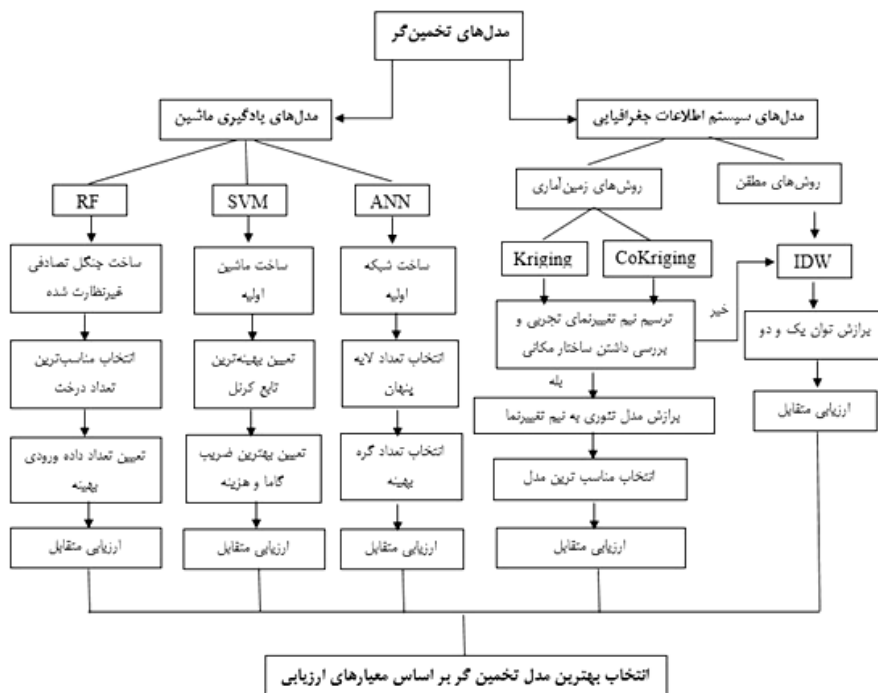 مدل‌های تخمین‌گر
مدل‌های سیستم اطلاعات جغرافیایی
مدل‌های یادگیری ماشین
روش‌های مطقن
روش‌های زمین‌آماری
ANN
SVM
RF
IDW
CoKriging
Kriging
خیر
ساخت شبکه
اولیه
ساخت ماشین
اولیه
ساخت جنگل تصادفی
غیرنظارت شده
برازش توان یک و دو
ترسیم نیم تغییرنمای تجربی و
بررسی داشتن ساختار مکانی
انتخاب تعداد لایه
پنهان
تعیین بهینه‌ترین
تابع کرنل
انتخاب مناسب‌ترین
تعداد درخت
بله
ارزیابی متقابل
برازش مدل تئوری به نیم تغییرنما
انتخاب تعداد گره
بهینه
تعیین بهترین ضریب
گاما و هزینه
تعیین تعداد داده ورودی
بهینه
انتخاب مناسب ترین مدل
ارزیابی متقابل
ارزیابی متقابل
ارزیابی متقابل
ارزیابی متقابل
انتخاب بهترین مدل تخمین گر بر اساس معیارهای ارزیابی